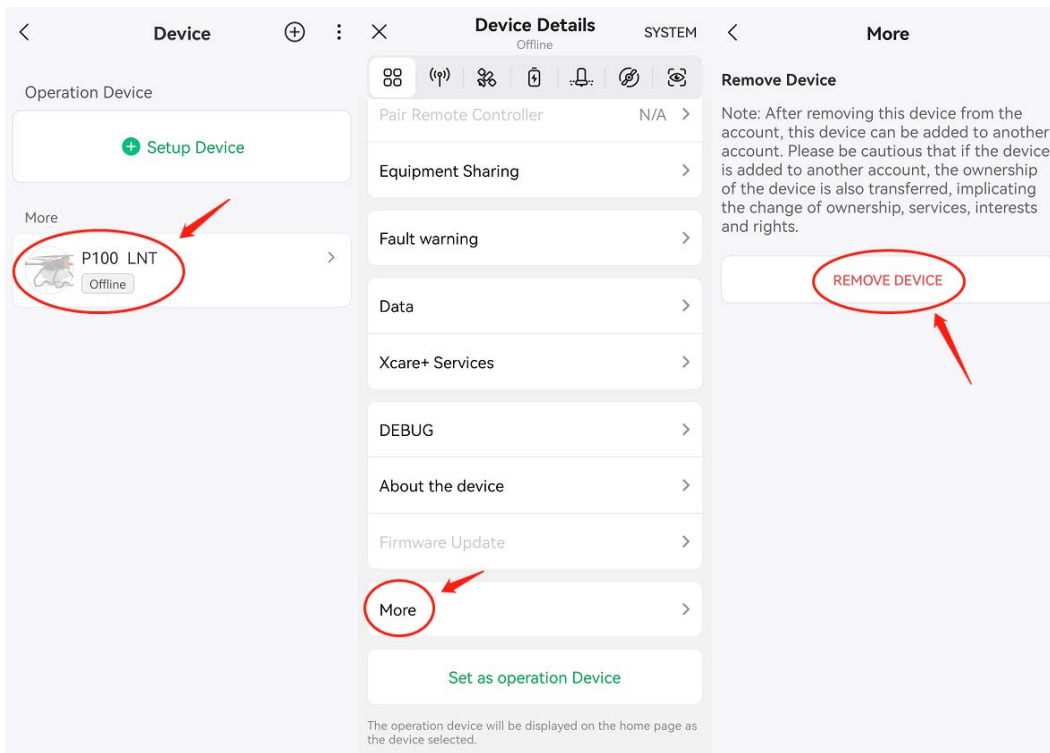 Device
Operation Device
Setup Device
More
P100 LNT
Offline
Device Details
Offline
SYSTEM
Pair Remote Controller
N/A
Equipment Sharing
Fault warning
Data
Xcare+ Services
DEBUG
About the device
Firmware Update
More
Set as operation Device
The operation device will be displayed on the home page as
the device selected.
More
Remove Device
Note: After removing this device from the
account, this device can be added to another
account. Please be cautious that if the device
is added to another account, the ownership
of the device is also transferred, implicating
the change of ownership, services, interests
and rights.
REMOVE DEVICE